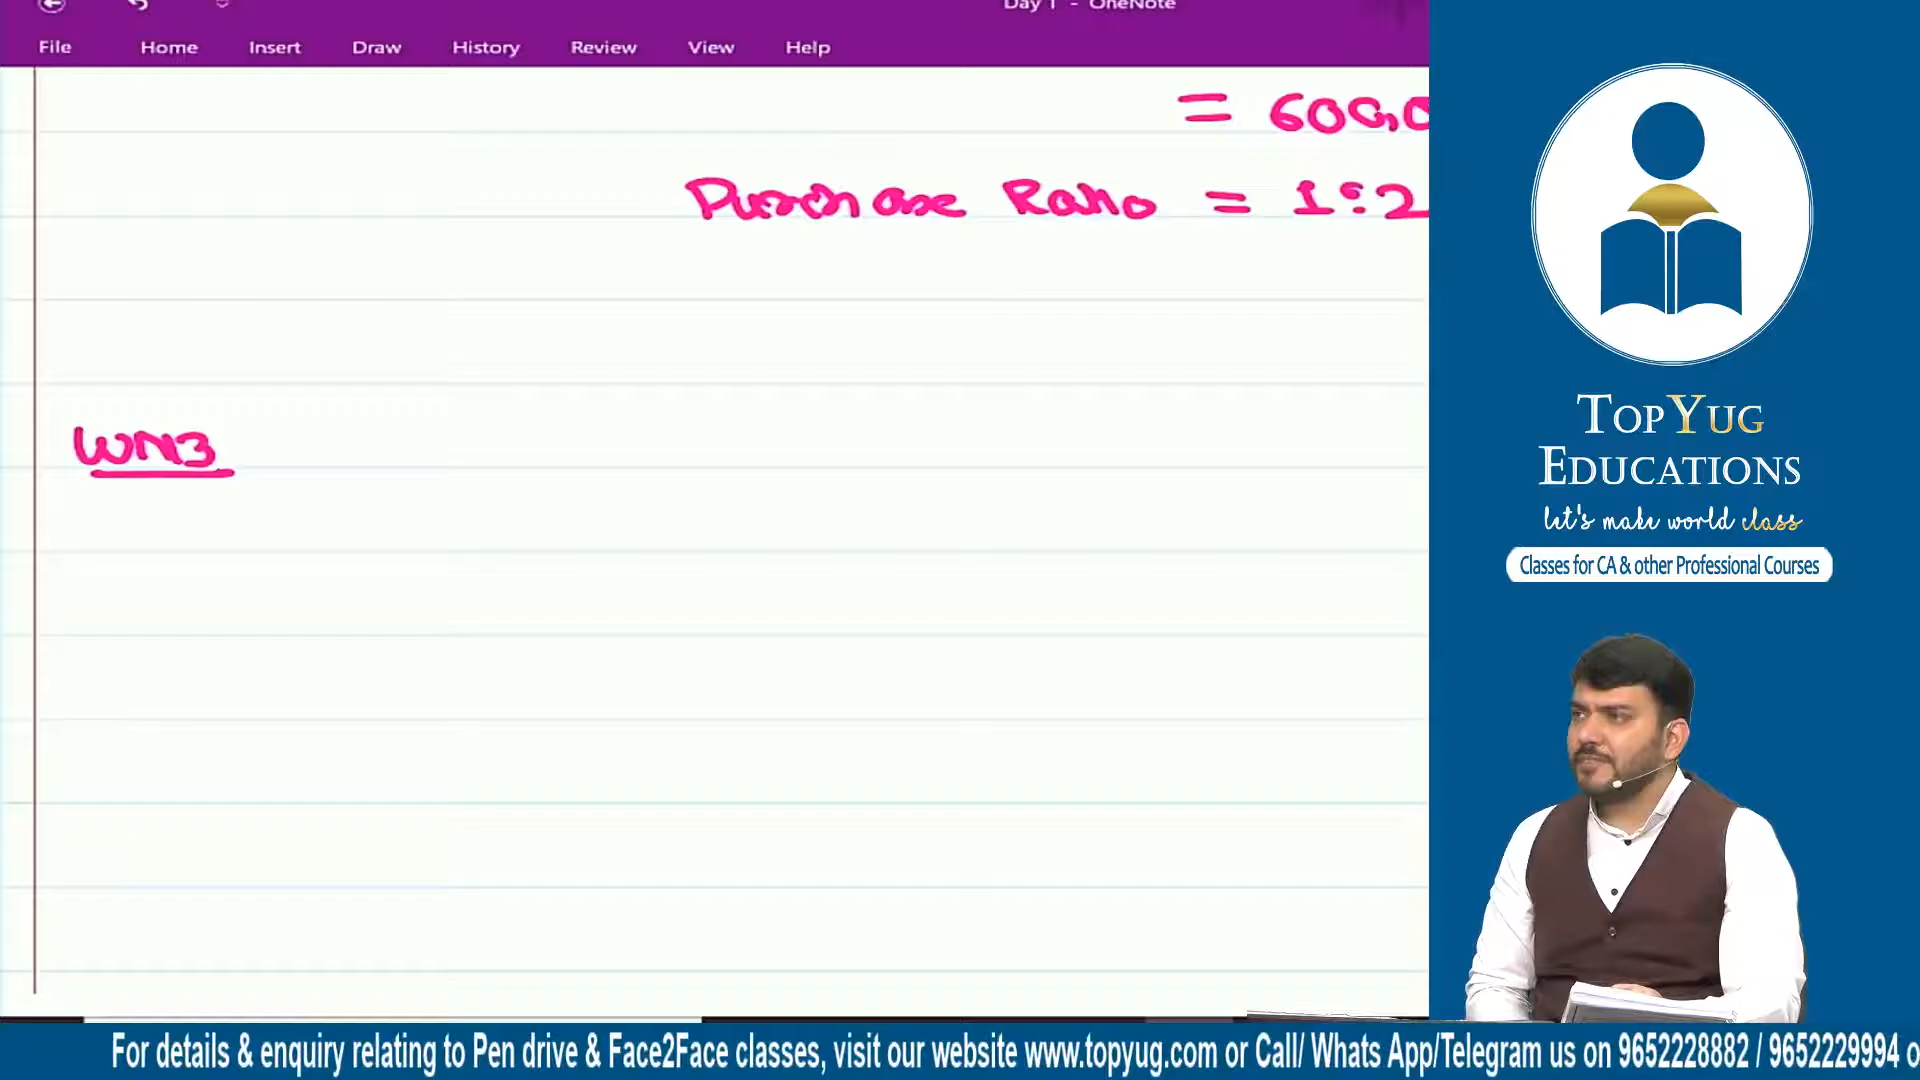 Day 1 - OneNote
File Home Insert Draw History Review View Help
= 600,0
Purchase Ratio = 1:2
WN3
TOPYUG
EDUCATIONS
let's make world class
Classes for CA & other Professional Courses
For details & enquiry relating to Pen drive & Face2Face classes, visit our website www.topyug.com or Call/ Whats App/Telegram us on 9652228882 / 9652229994 o